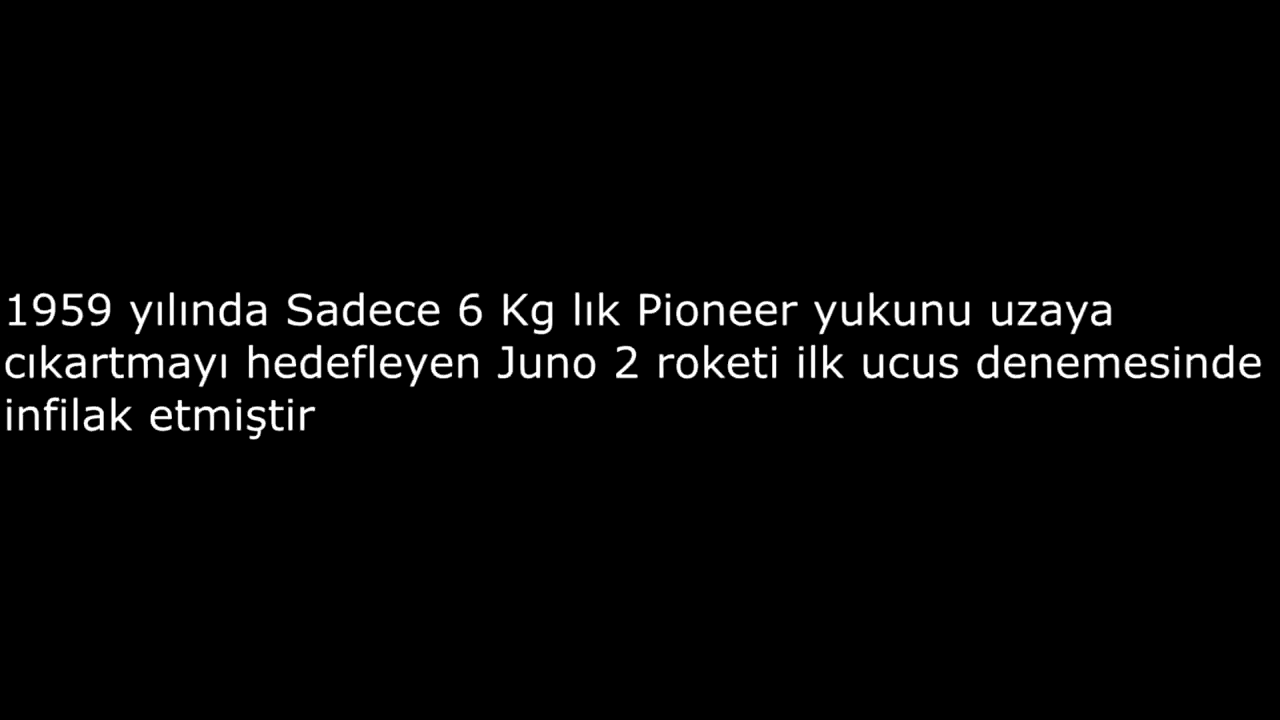 1959 yılında Sadece 6 Kg lık Pioneer yukunu uzaya
cıkartmayı hedefleyen Juno 2 roketi ilk ucus denemesinde
infilak etmiştir